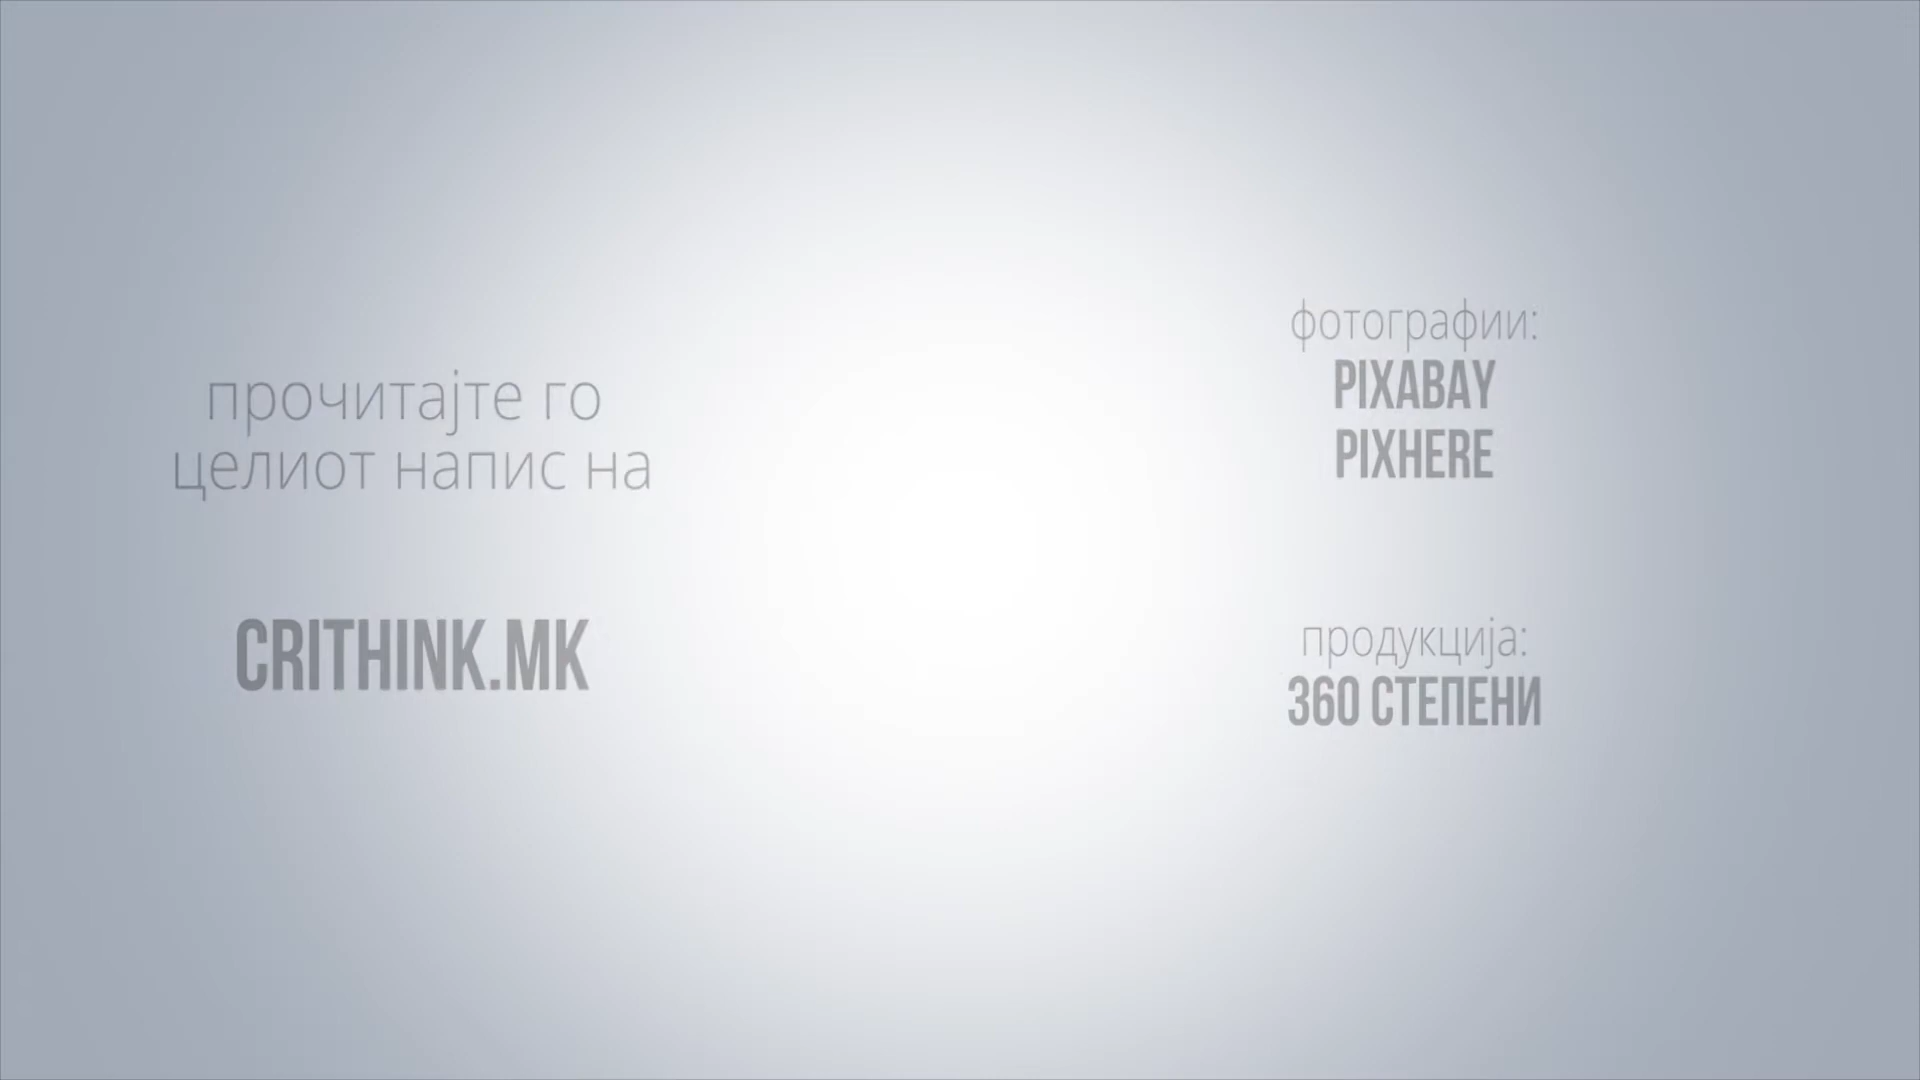 прочитајте го
целиот напис на
CRITHINK.MK
фотографии:
PIXABAY
PIXHERE
продукција:
360 СТЕПЕНИ